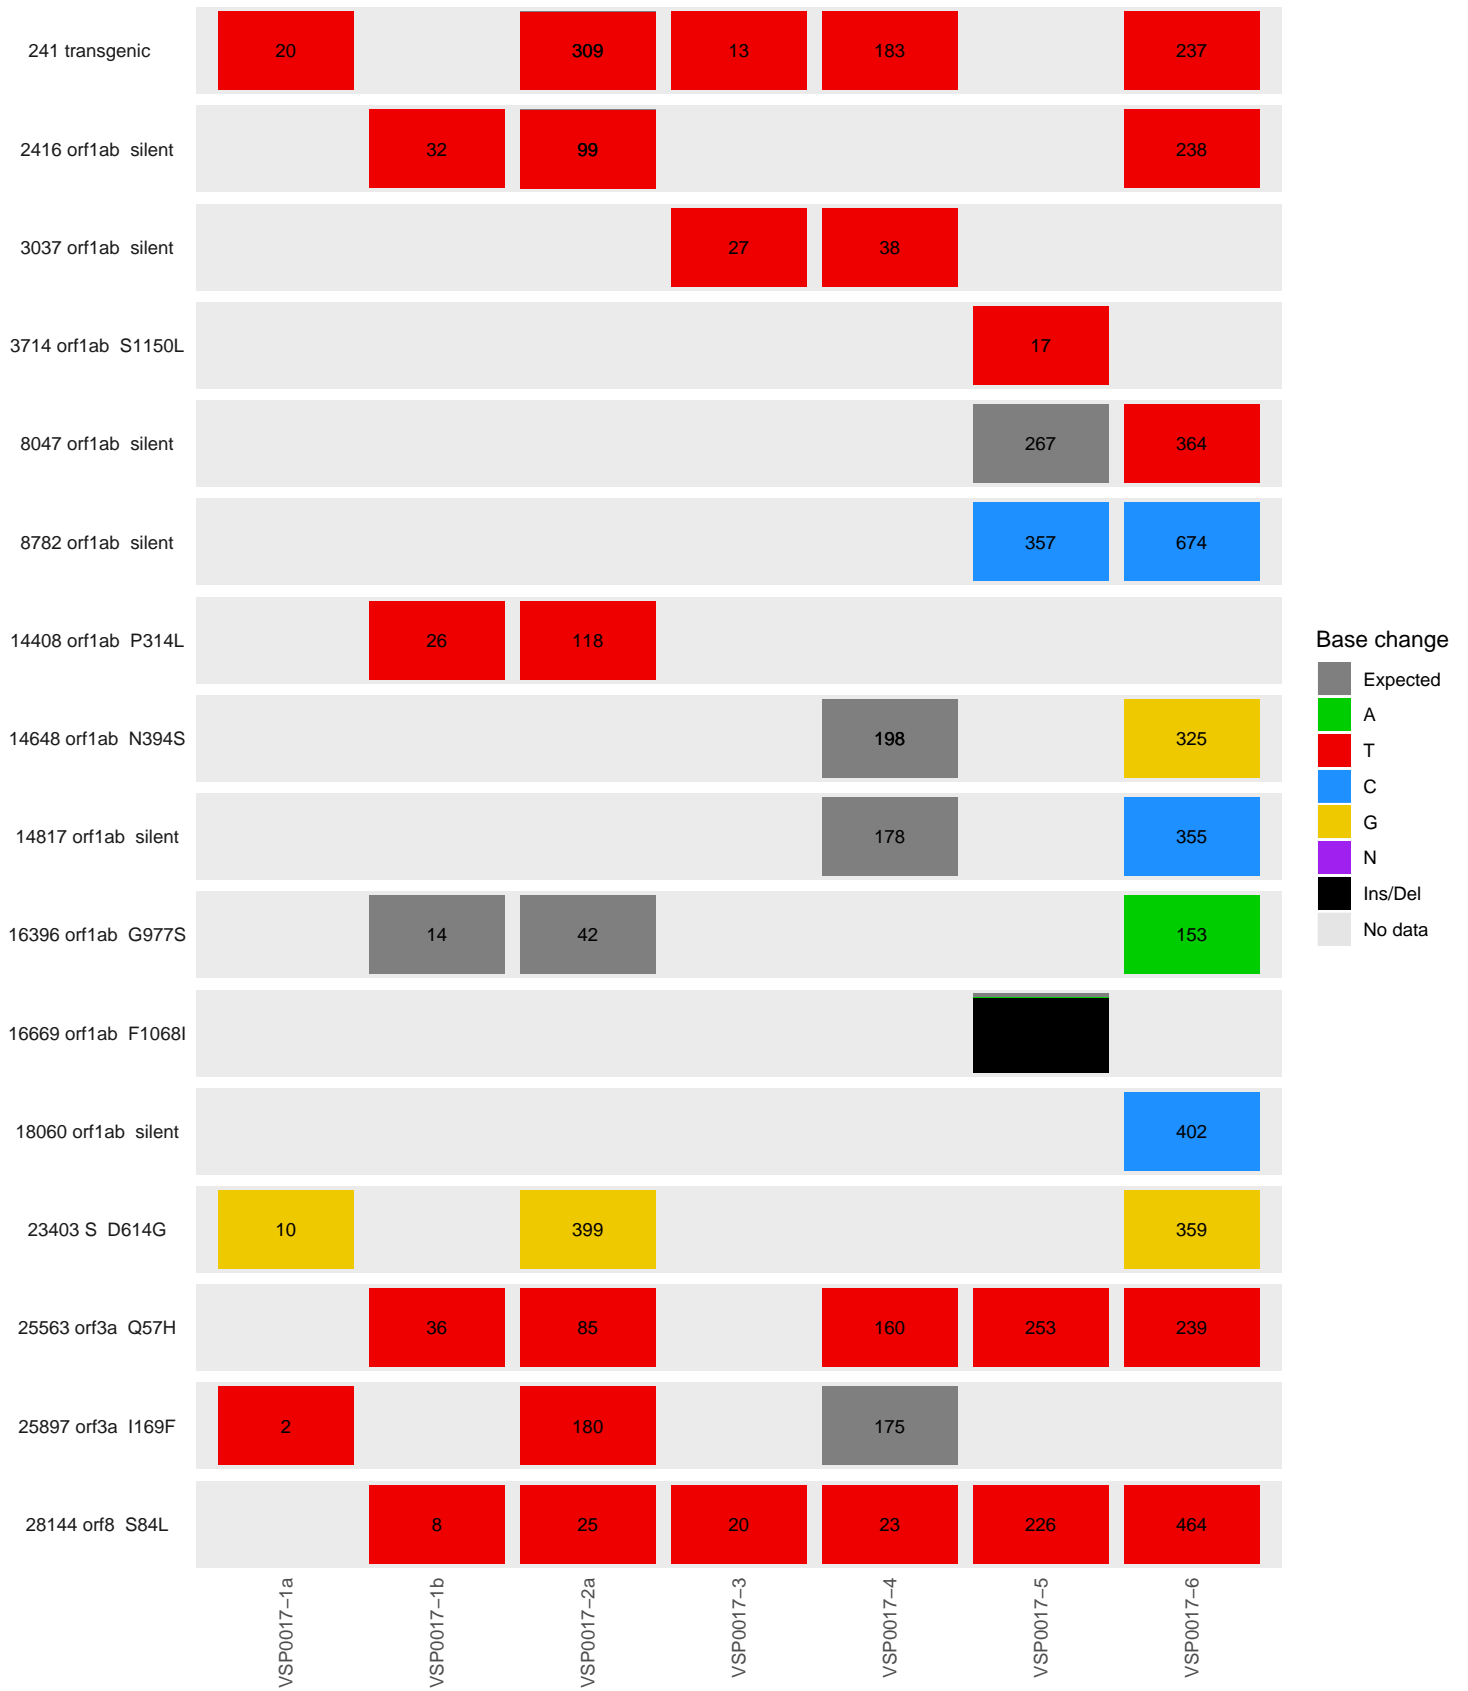 241 transgenic 20 309 13 183 237
2416 orf1ab silent 32 99 238
3037 orf1ab silent 27 38
3714 orf1ab S1150L 17
8047 orf1ab silent 267 364
8782 orf1ab silent 357 674
14408 orf1ab P314L 26 118
14648 orf1ab N394S 198 325
14817 orf1ab silent 178 355
16396 orf1ab G977S 14 42 153
16669 orf1ab F1068I
18060 orf1ab silent 402
23403 S D614G 10 399 359
25563 orf3a Q57H 36 85 160 253 239
25897 orf3a I169F 2 180 175
28144 orf8 S84L 8 25 20 23 226 464
VSP0017−1a
VSP0017−1b
VSP0017−2a
VSP0017−3
VSP0017−4
VSP0017−5
VSP0017−6
Base change
Expected
A
T
C
G
N
Ins/Del
No data